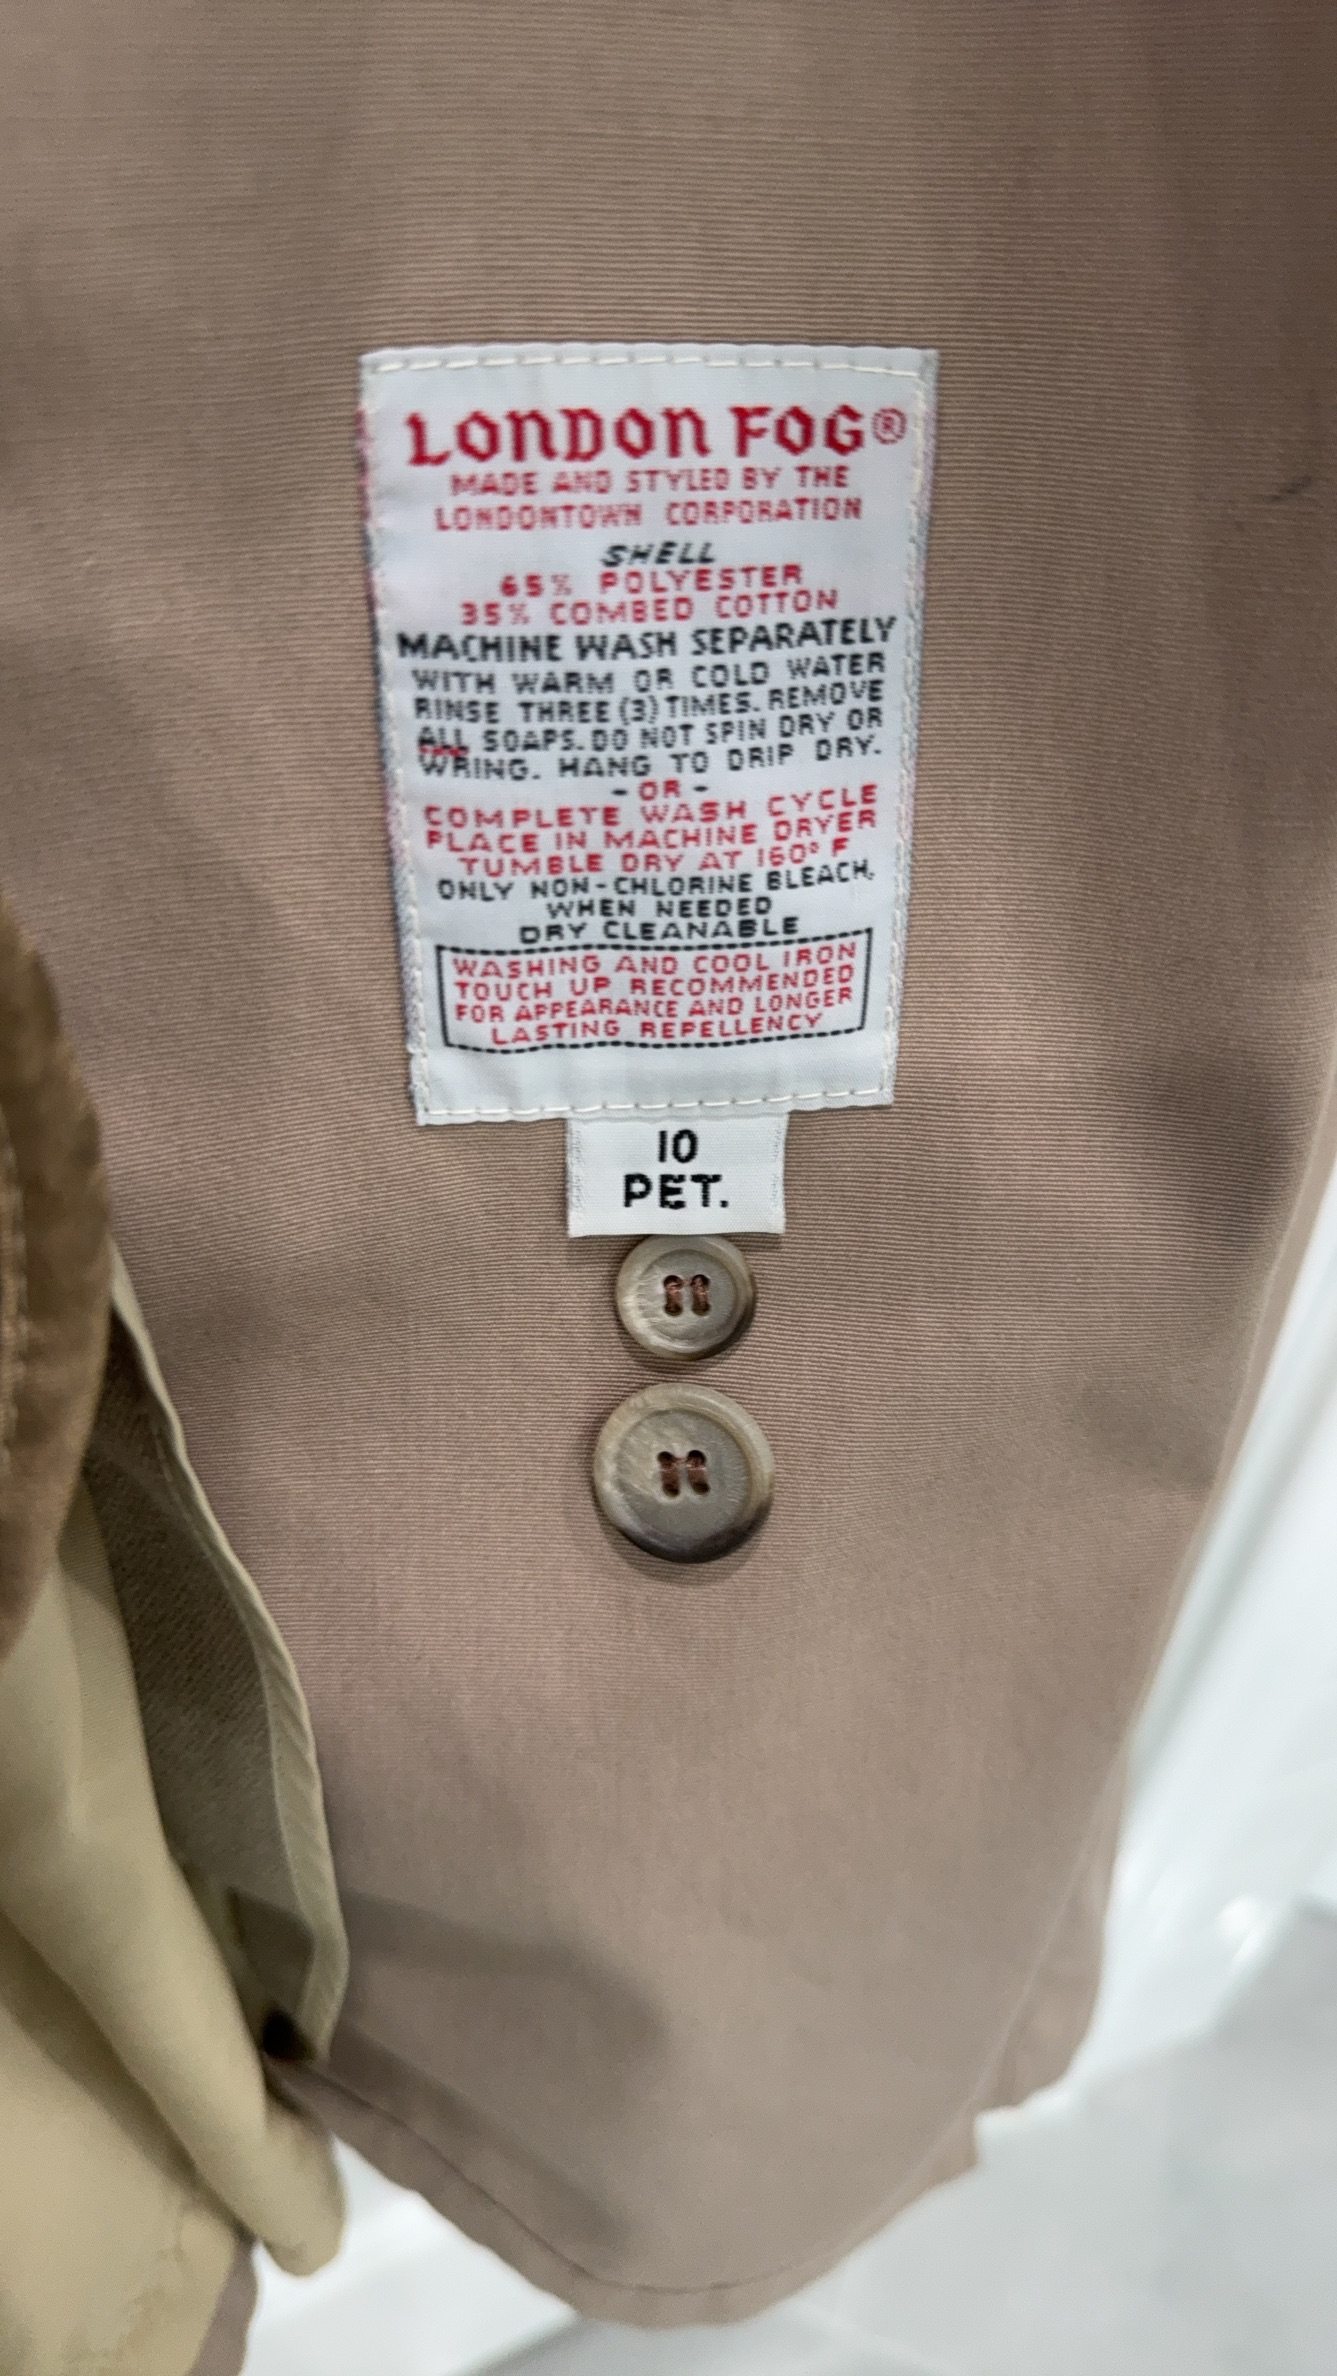 LONDON FOG®
MADE AND STYLED BY THE
LONDONTOWN CORPORATION
SHELL
65% POLYESTER
35% COMBED COTTON
MACHINE WASH SEPARATELY
WITH WARM OR COLD WATER
RINSE THREE (3) TIMES. REMOVE
ALL SOAPS. DO NOT SPIN DRY OR
WRING. HANG TO DRIP DRY.
- OR -
COMPLETE WASH CYCLE
PLACE IN MACHINE DRYER
TUMBLE DRY AT 160° F
ONLY NON-CHLORINE BLEACH,
WHEN NEEDED
DRY CLEANABLE
WASHING AND COOL IRON
TOUCH UP RECOMMENDED
FOR APPEARANCE AND LONGER
LASTING REPELLENCY
10
PET.